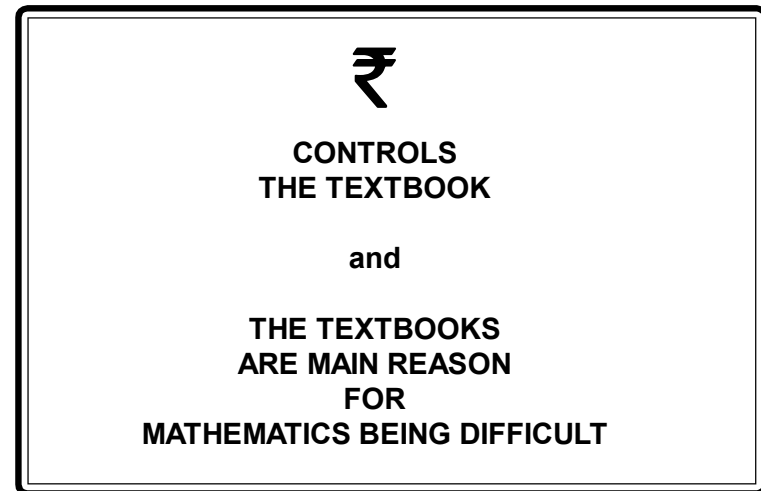 ₹
CONTROLS
THE TEXTBOOK
and
THE TEXTBOOKS
ARE MAIN REASON
FOR
MATHEMATICS BEING DIFFICULT